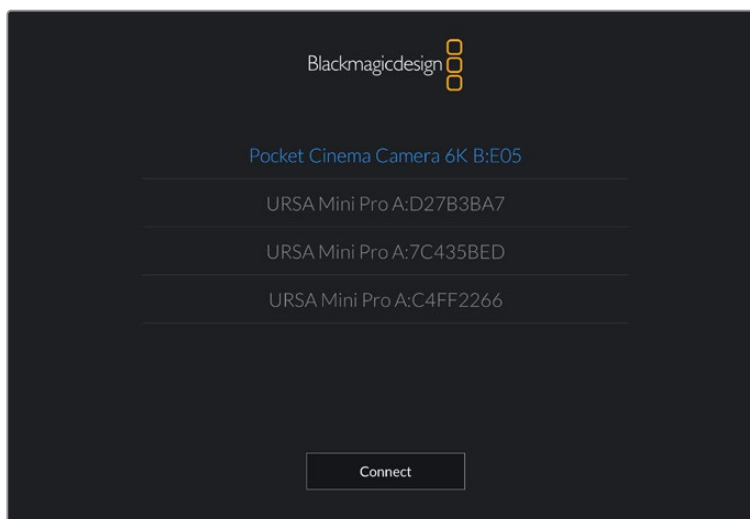 Blackmagicdesign
Pocket Cinema Camera 6K B:E05
URSA Mini Pro A:D27B3BA7
URSA Mini Pro A:7C435BED
URSA Mini Pro A:C4FF2266
Connect